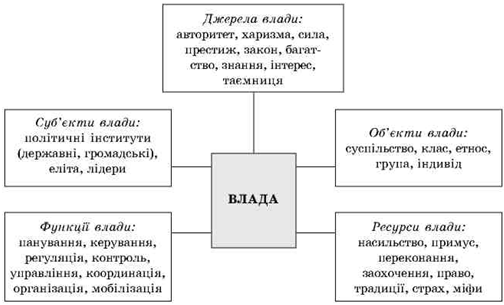 Джерела влади:
авторитет, харизма, сила,
престиж, закон, багат-
ство, знання, інтерес,
таємниця
Суб’єкти влади:
політичні інститути
(державні, громадські),
еліта, лідери
Об’єкти влади:
суспільство, клас, етнос,
група, індивід
ВЛАДА
Функції влади:
панування, керування,
регуляція, контроль,
управління, координація,
організація, мобілізація
Ресурси влади:
насильство, примус,
переконання,
заохочення, право,
традиції, страх, міфи